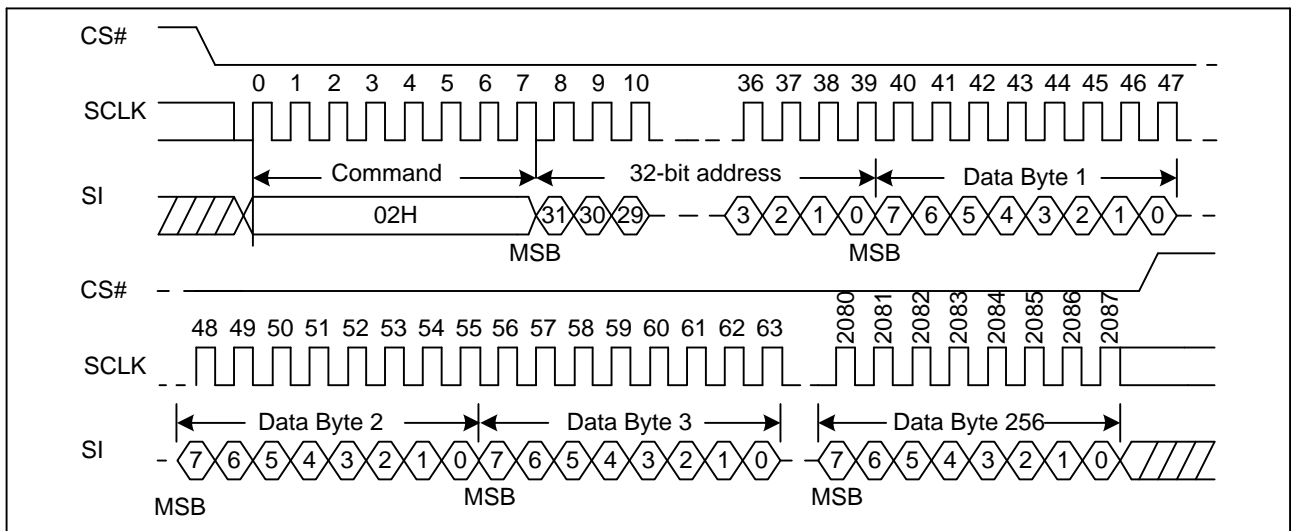 CS#
0 1 2 3 4 5 6 7 8 9 10 36 37 38 39 40 41 42 43 44 45 46 47
SCLK
Command 32-bit address Data Byte 1
SI
02H 31 30 29 3 2 1 0 7 6 5 4 3 2 1 0
MSB MSB
CS#
48 49 50 51 52 53 54 55 56 57 58 59 60 61 62 63 2080 2081 2082 2083 2084 2085 2086 2087
SCLK
Data Byte 2 Data Byte 3 Data Byte 256
SI
7 6 5 4 3 2 1 0 7 6 5 4 3 2 1 0 7 6 5 4 3 2 1 0
MSB MSB MSB